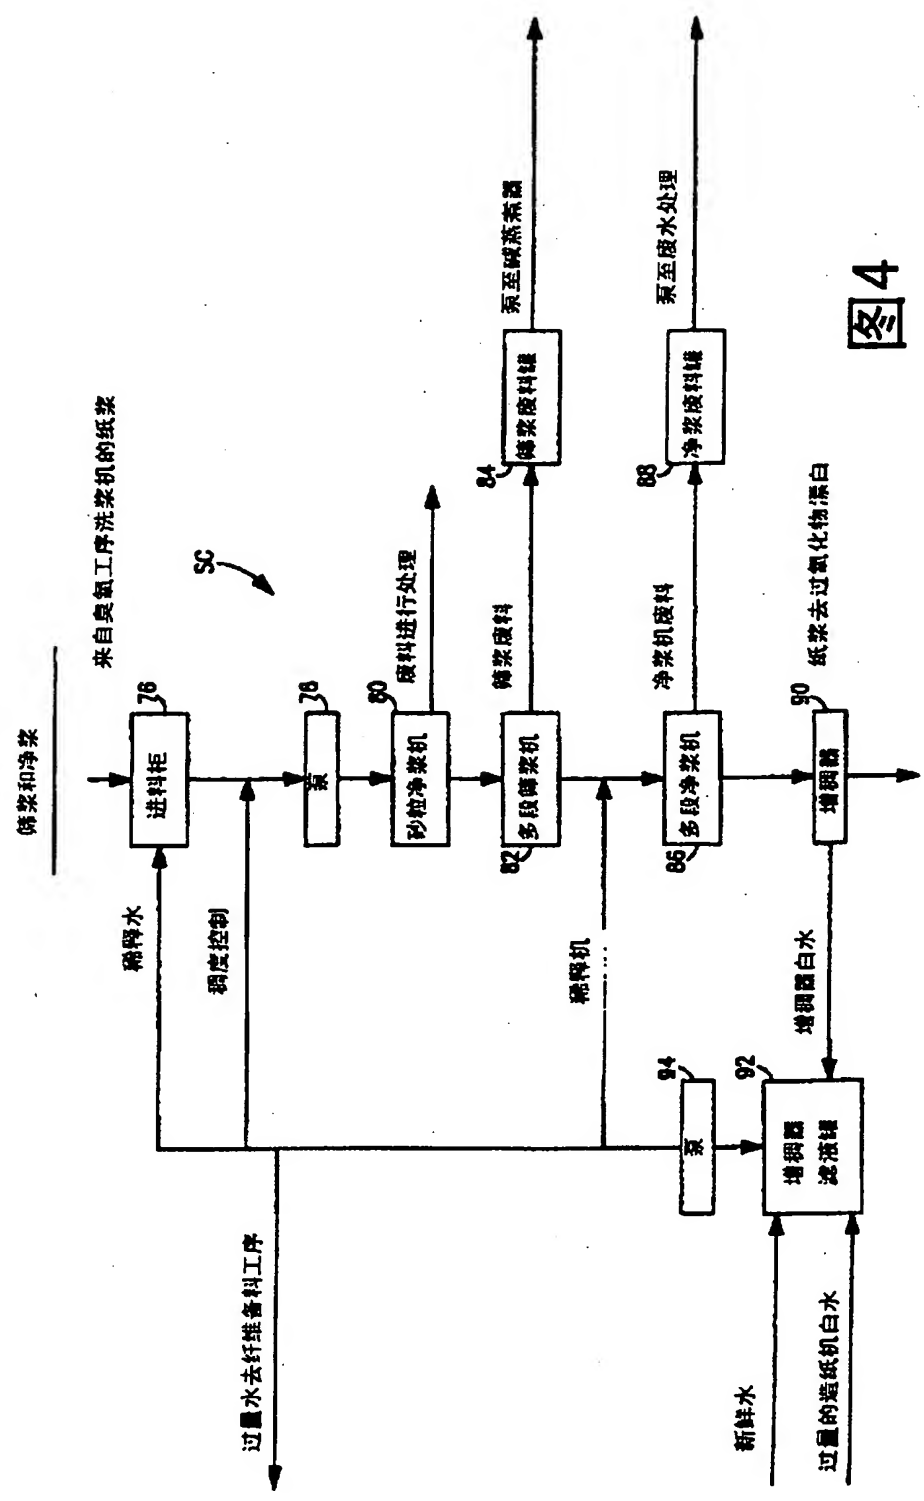 筛浆和净浆
来自臭氧工序洗浆机的纸浆
SC
进料柜
76
稀释水
稠度控制
泵
78
砂粒净浆机
80
废料进行处理
多段筛浆机
82
筛浆废料
筛浆废料罐
84
泵至碱蒸煮器
稀释机
多段净浆机
86
净浆机废料
净浆废料罐
88
泵至废水处理
增稠器
90
纸浆去过氧化物漂白
增稠器白水
泵
94
增稠器
滤液罐
92
过量水去纤维备料工序
新鲜水
过量的造纸机白水
图4